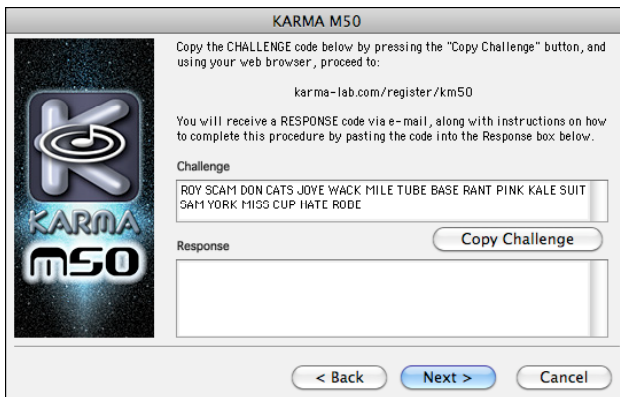 KARMA M50
Copy the CHALLENGE code below by pressing the "Copy Challenge" button, and
using your web browser, proceed to:
karma-lab.com/register/km50
You will receive a RESPONSE code via e-mail, along with instructions on how
to complete this procedure by pasting the code into the Response box below.
Challenge
ROY SCAM DON CATS JOVE WACK MILE TUBE BASE RANT PINK KALE SUIT
SAM YORK MISS CUP HATE ROBE
Copy Challenge
Response
KARMA
M50
< Back
Next >
Cancel